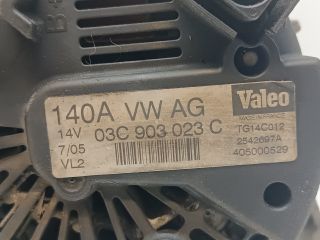 B+
140A VW AG
Valeo
14V 03C 903 023 C
MADE IN FRANCE
7/05
TG14C012
VL2
2542697A
405000529